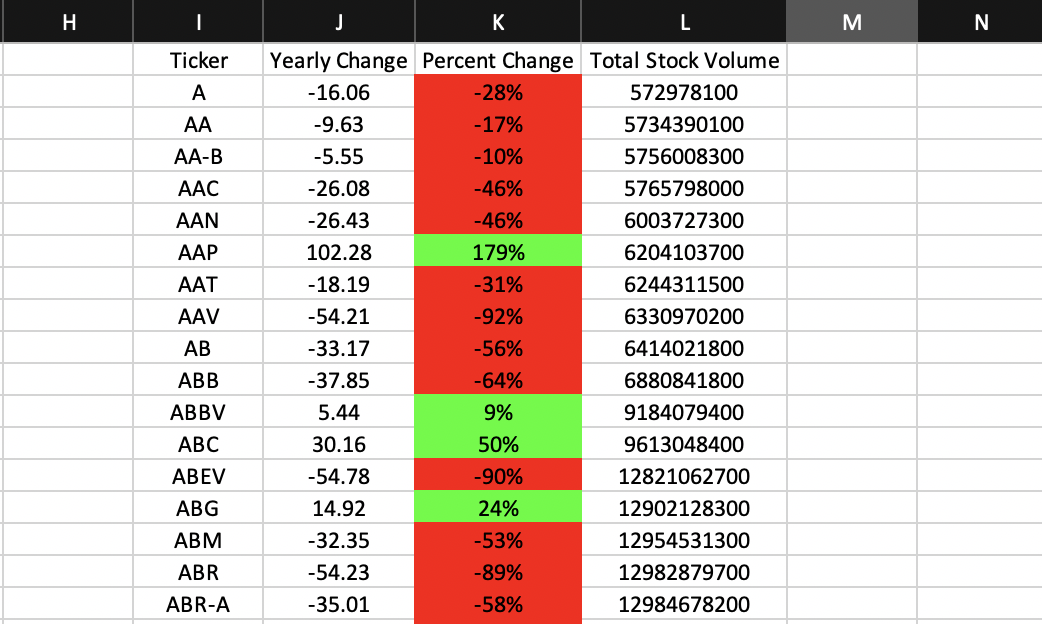 H I J K L M N
Ticker Yearly Change Percent Change Total Stock Volume
A -16.06 -28% 572978100
AA -9.63 -17% 5734390100
AA-B -5.55 -10% 5756008300
AAC -26.08 -46% 5765798000
AAN -26.43 -46% 6003727300
AAP 102.28 179% 6204103700
AAT -18.19 -31% 6244311500
AAV -54.21 -92% 6330970200
AB -33.17 -56% 6414021800
ABB -37.85 -64% 6880841800
ABBV 5.44 9% 9184079400
ABC 30.16 50% 9613048400
ABEV -54.78 -90% 12821062700
ABG 14.92 24% 12902128300
ABM -32.35 -53% 12954531300
ABR -54.23 -89% 12982879700
ABR-A -35.01 -58% 12984678200